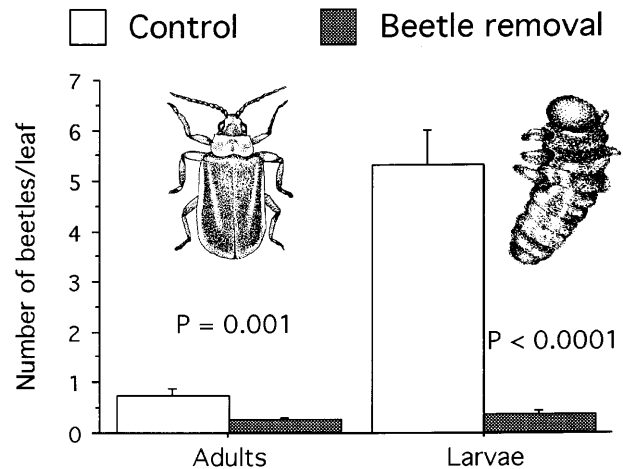 Control
Beetle removal
Number of beetles/leaf
7
6
5
4
3
2
1
0
P = 0.001
P < 0.0001
Adults
Larvae